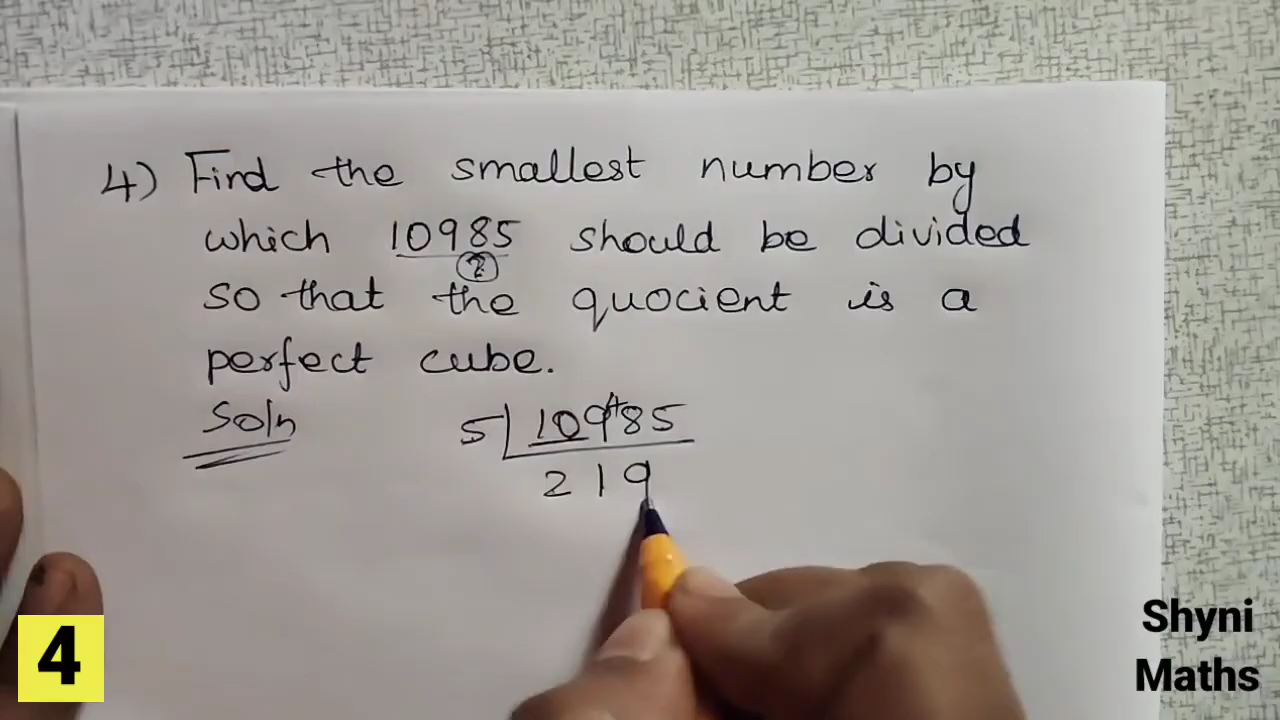 4) Find the smallest number by
which 10985 should be divided
?
so that the quocient is a
perfect cube.
Soln
5 109⁴85
219
4
Shyni
Maths